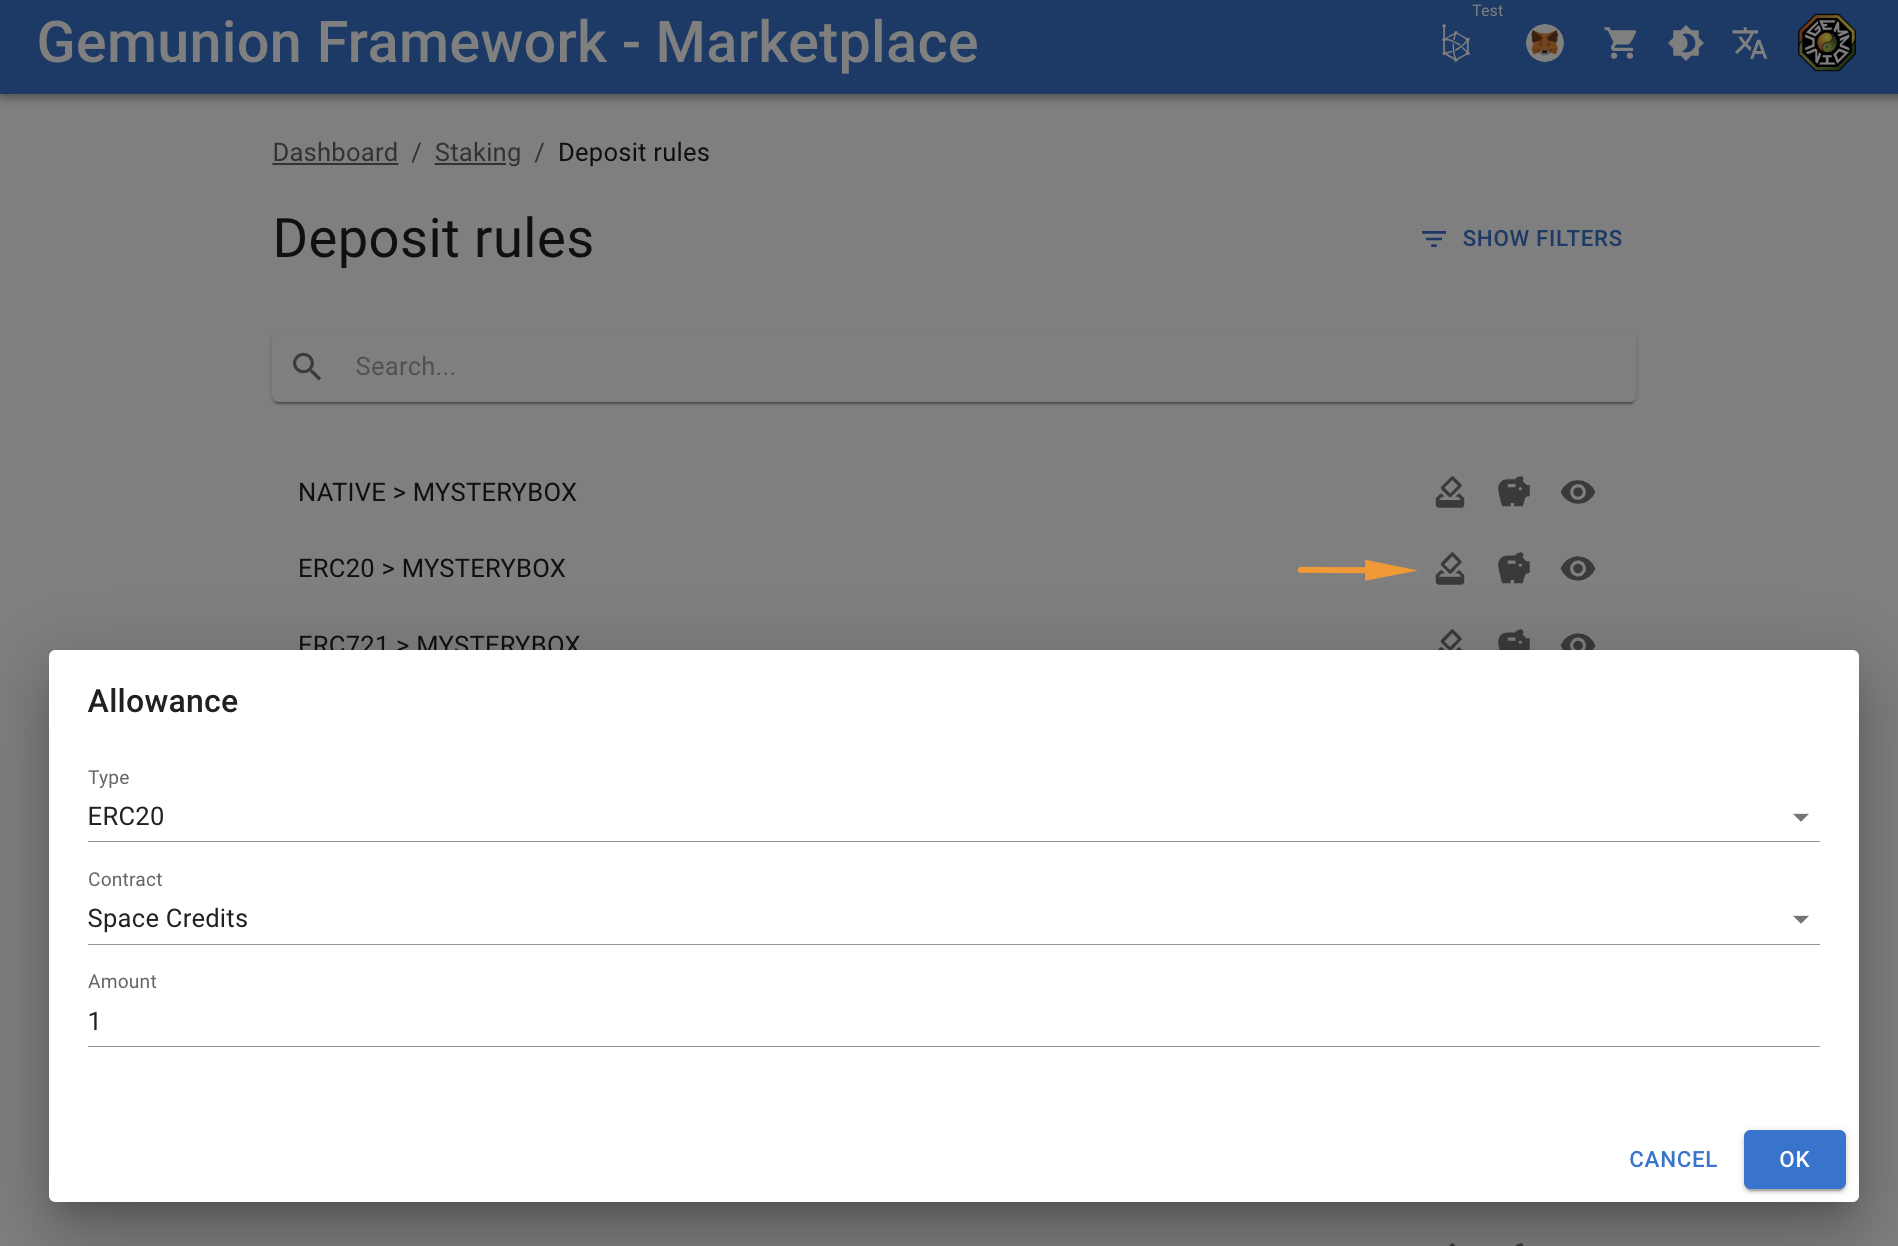 Gemunion Framework - Marketplace
Test
Dashboard / Staking / Deposit rules
Deposit rules
SHOW FILTERS
Search...
NATIVE > MYSTERYBOX
ERC20 > MYSTERYBOX
ERC721 > MYSTERYBOX
Allowance
Type
ERC20
Contract
Space Credits
Amount
1
CANCEL
OK